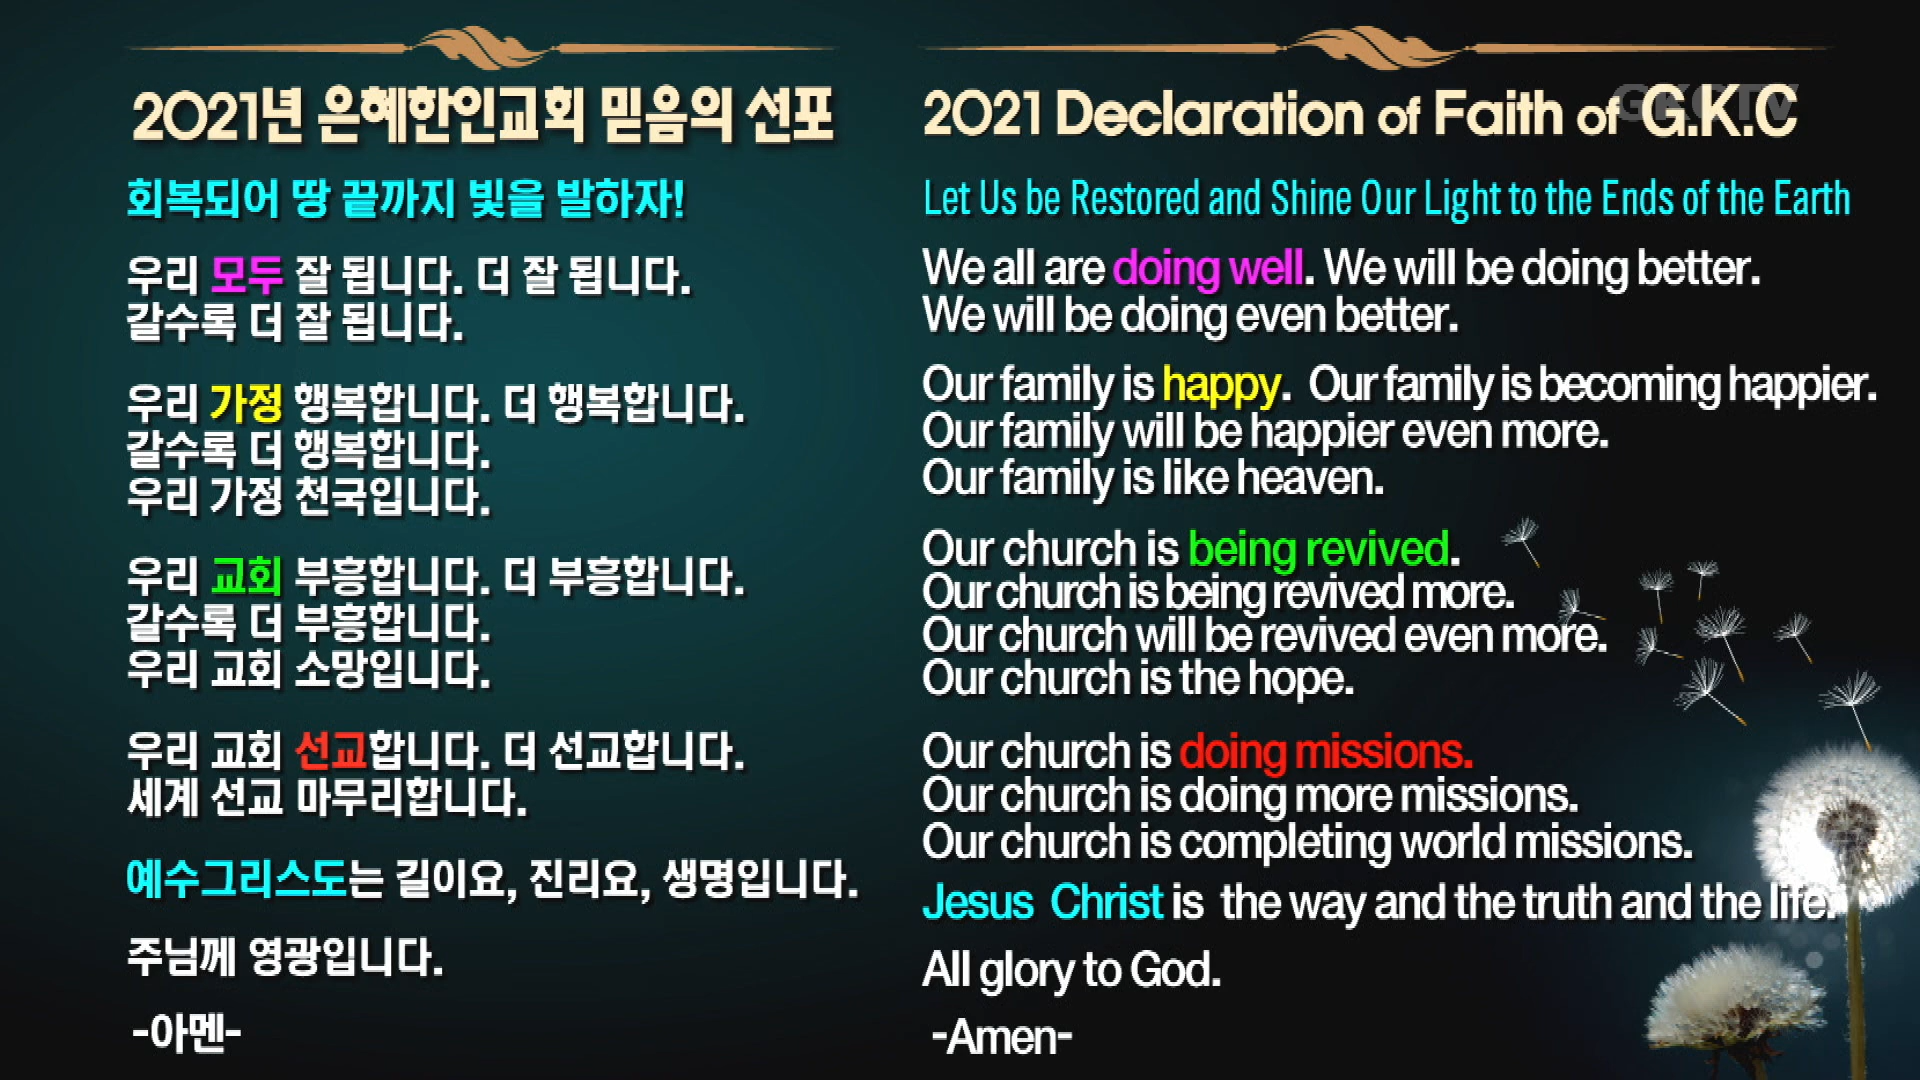 2021년 은혜한인교회 믿음의 선포
회복되어 땅 끝까지 빛을 발하자!
우리 모두 잘 됩니다. 더 잘 됩니다.
갈수록 더 잘 됩니다.
우리 가정 행복합니다. 더 행복합니다.
갈수록 더 행복합니다.
우리 가정 천국입니다.
우리 교회 부흥합니다. 더 부흥합니다.
갈수록 더 부흥합니다.
우리 교회 소망입니다.
우리 교회 선교합니다. 더 선교합니다.
세계 선교 마무리합니다.
예수그리스도는 길이요, 진리요, 생명입니다.
주님께 영광입니다.
-아멘-
2021 Declaration of Faith of G.K.C
GKCTV
Let Us be Restored and Shine Our Light to the Ends of the Earth
We all are doing well. We will be doing better.
We will be doing even better.
Our family is happy. Our family is becoming happier.
Our family will be happier even more.
Our family is like heaven.
Our church is being revived.
Our church is being revived more.
Our church will be revived even more.
Our church is the hope.
Our church is doing missions.
Our church is doing more missions.
Our church is completing world missions.
Jesus Christ is the way and the truth and the life.
All glory to God.
-Amen-